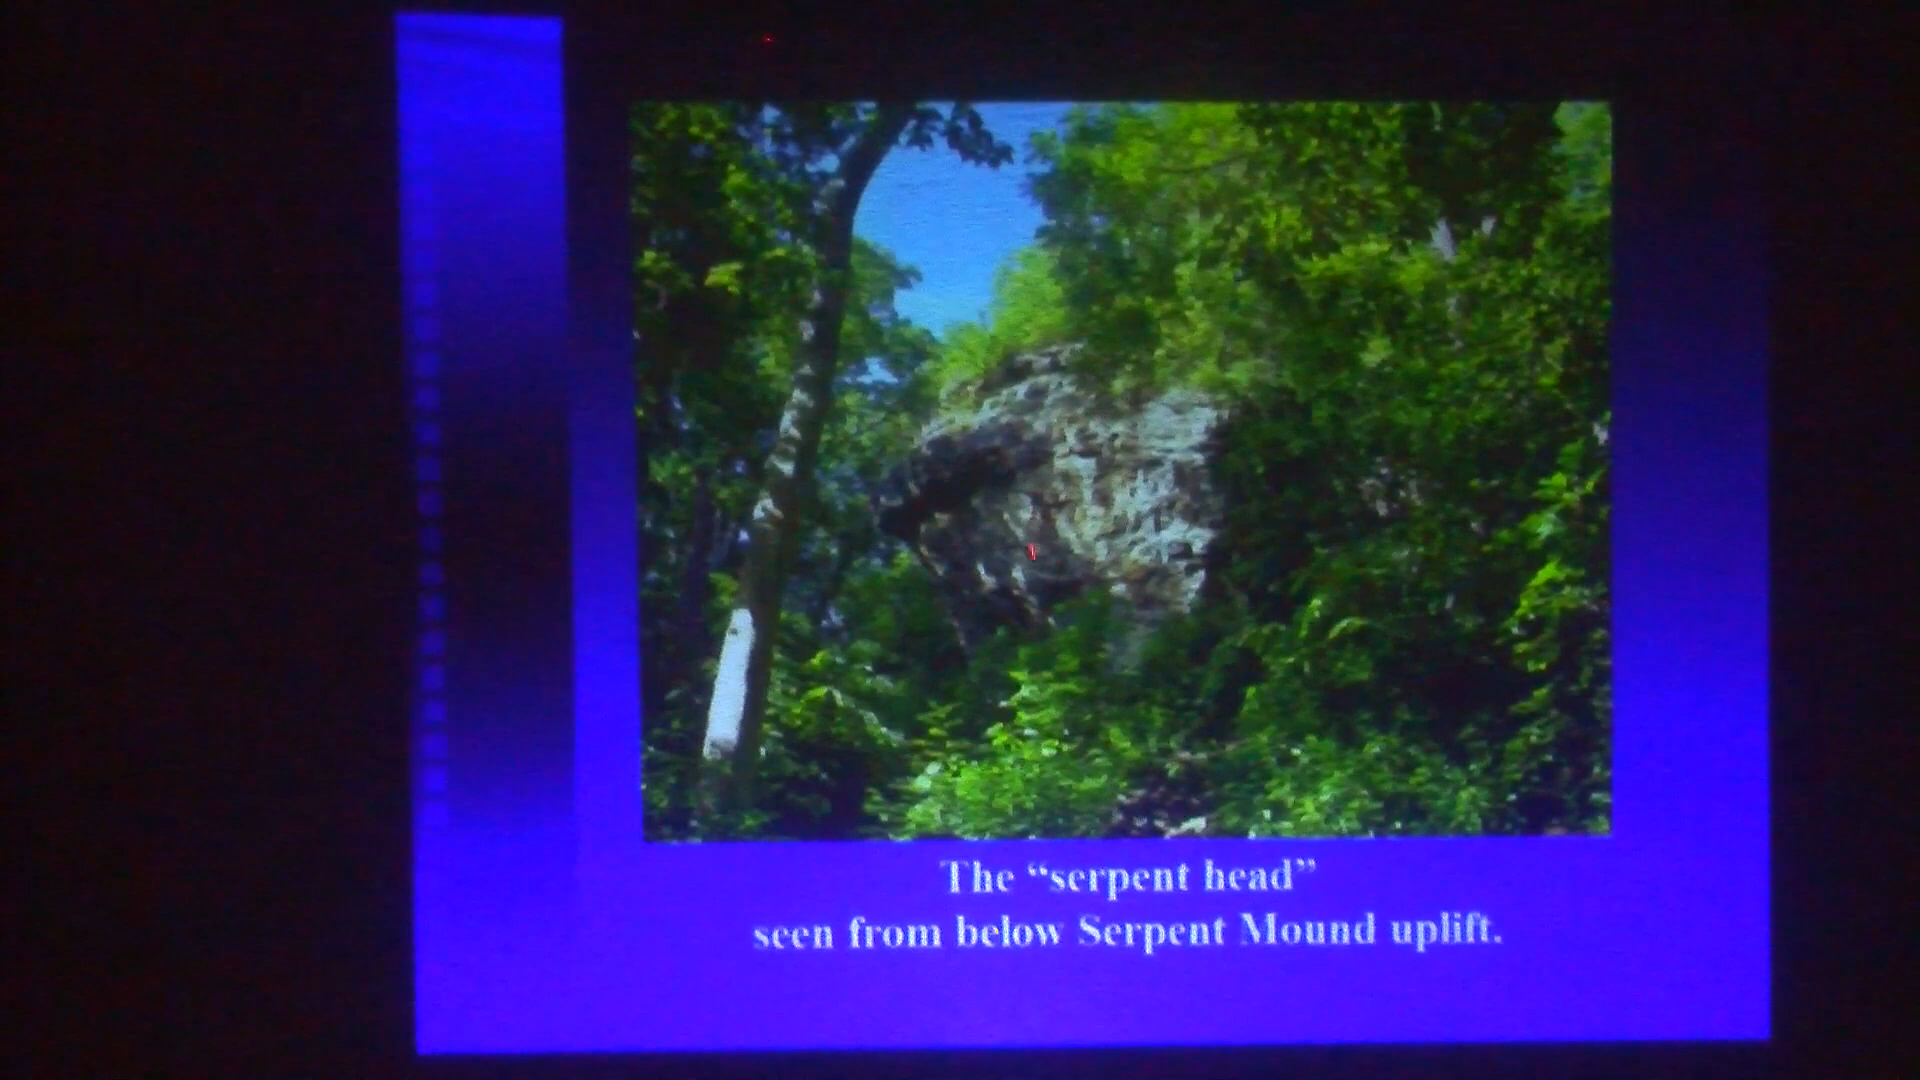 The “serpent head”
seen from below Serpent Mound uplift.